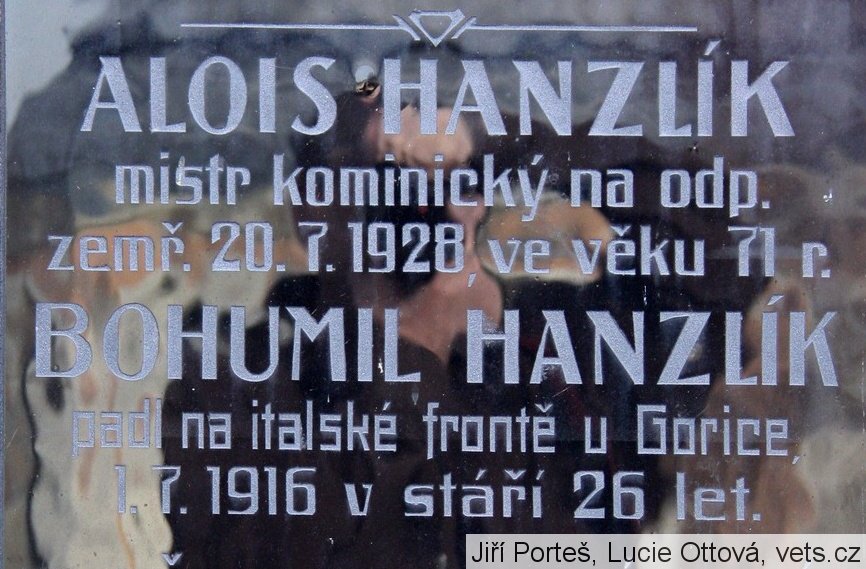 ALOIS HANZLÍK
mistr kominický na odp.
zemř. 20. 7. 1928, ve věku 71 r.
BOHUMIL HANZLÍK
padl na italské frontě u Gorice,
1. 7. 1916 v stáří 26 let.
Jiří Porteš, Lucie Ottová, vets.cz